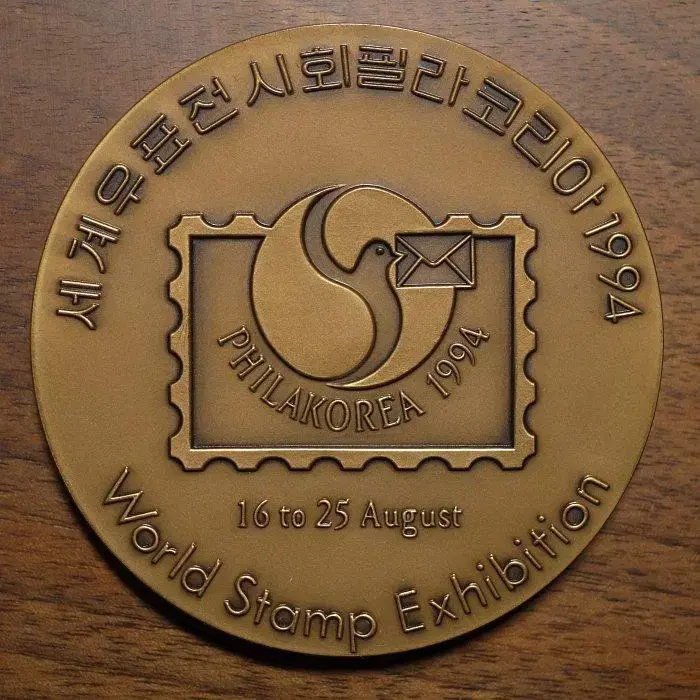 세계우표전시회필라코리아1994
PHILAKOREA 1994
16 to 25 August
World Stamp Exhibition